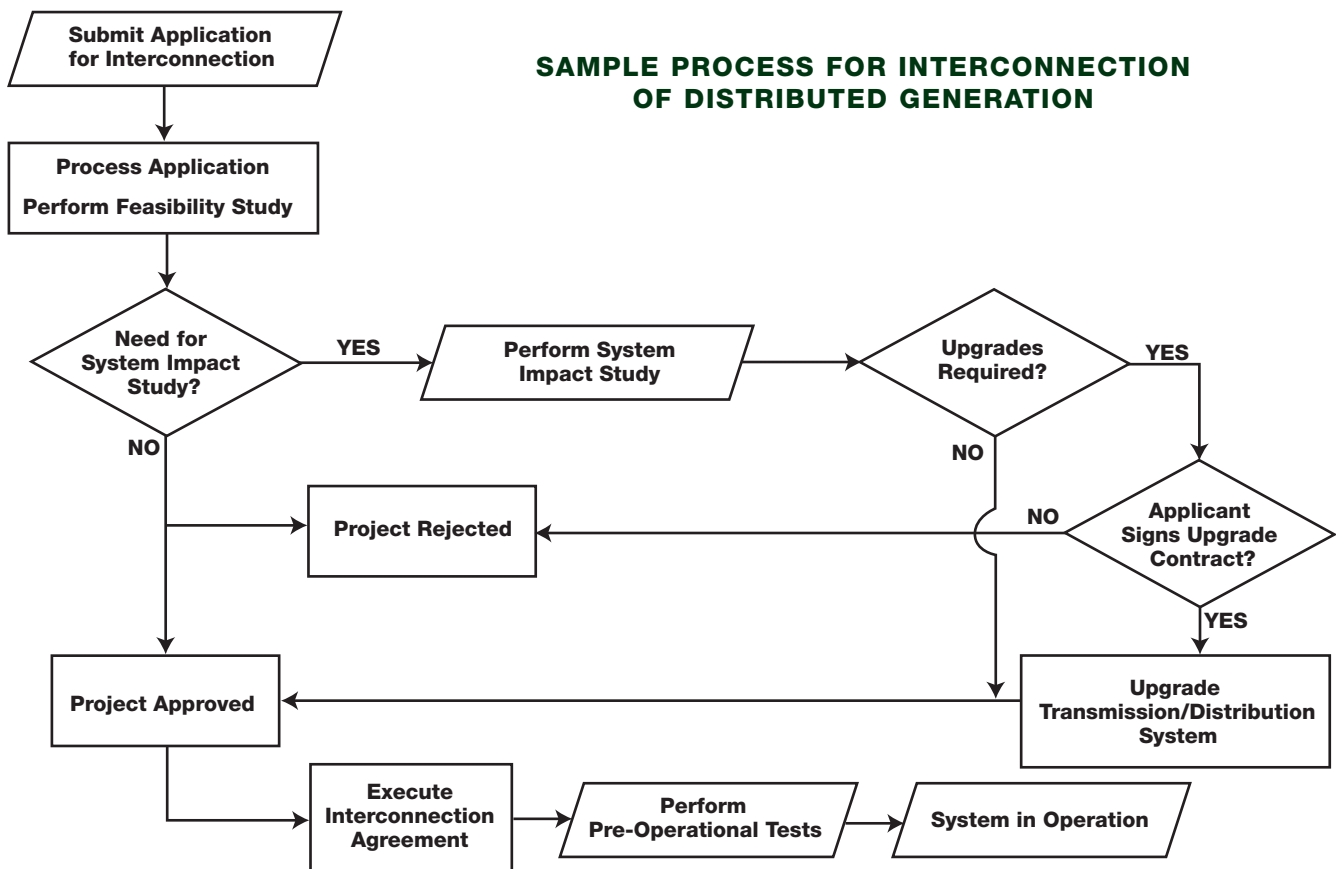 Submit Application
for Interconnection
SAMPLE PROCESS FOR INTERCONNECTION
OF DISTRIBUTED GENERATION
Process Application
Perform Feasibility Study
Need for
System Impact
Study?
YES
Perform System
Impact Study
Upgrades
Required?
YES
NO
NO
Project Rejected
NO
Applicant
Signs Upgrade
Contract?
YES
Project Approved
Upgrade
Transmission/Distribution
System
Execute
Interconnection
Agreement
Perform
Pre-Operational Tests
System in Operation